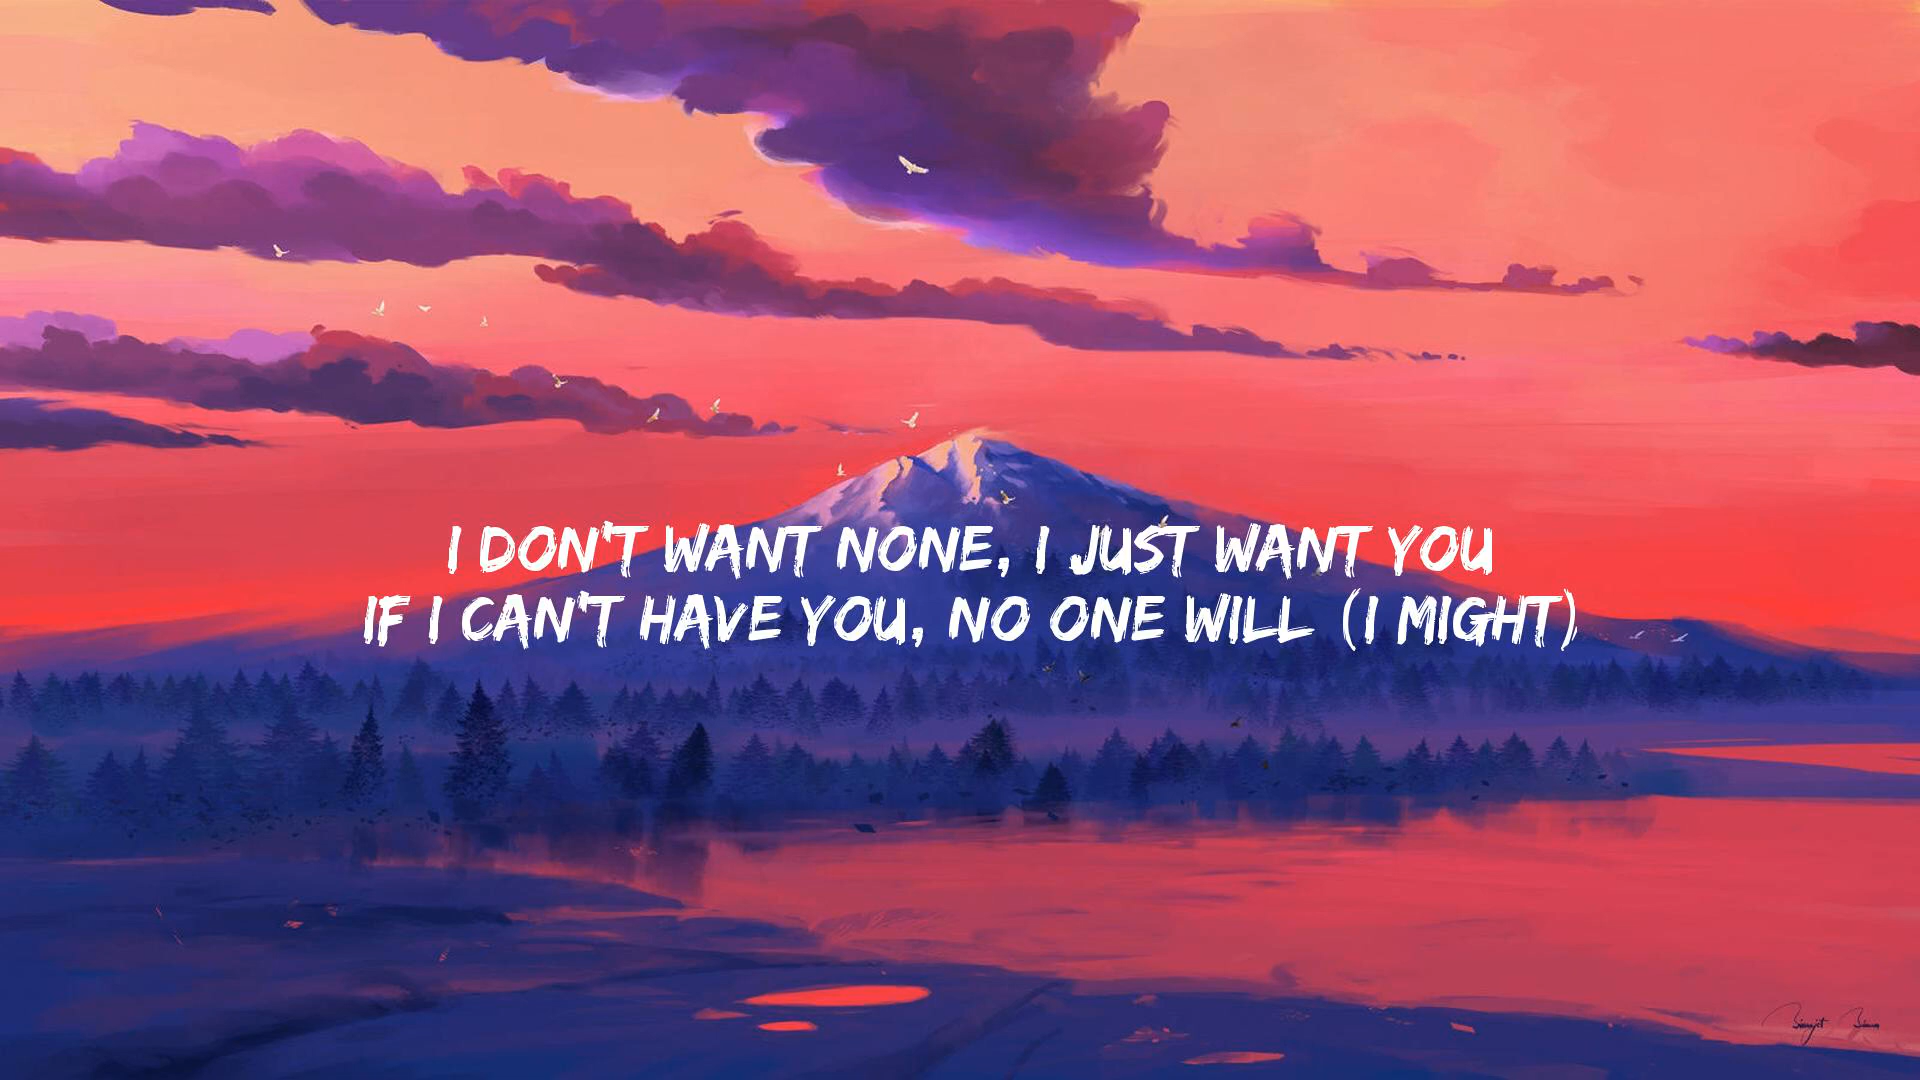 I DON'T WANT NONE, I JUST WANT YOU
IF I CAN'T HAVE YOU, NO ONE WILL (I MIGHT)